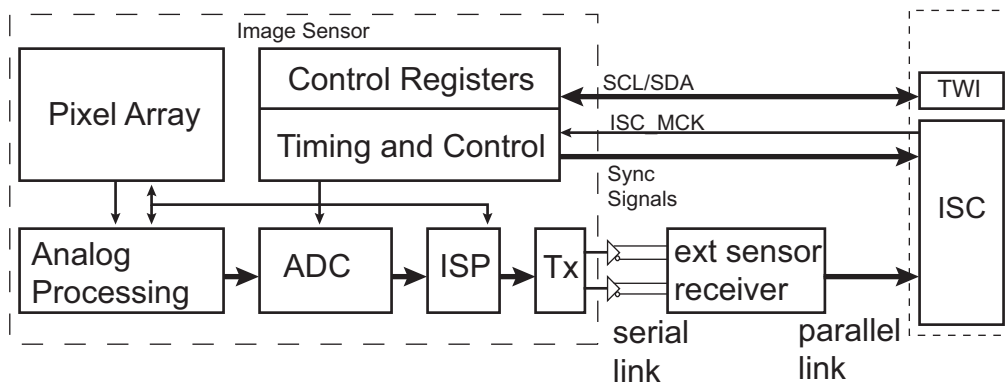 Image Sensor
Pixel Array
Control Registers
Timing and Control
SCL/SDA
TWI
ISC_MCK
Sync
Signals
ISC
Analog
Processing
ADC
ISP
Tx
ext sensor
receiver
serial
link
parallel
link